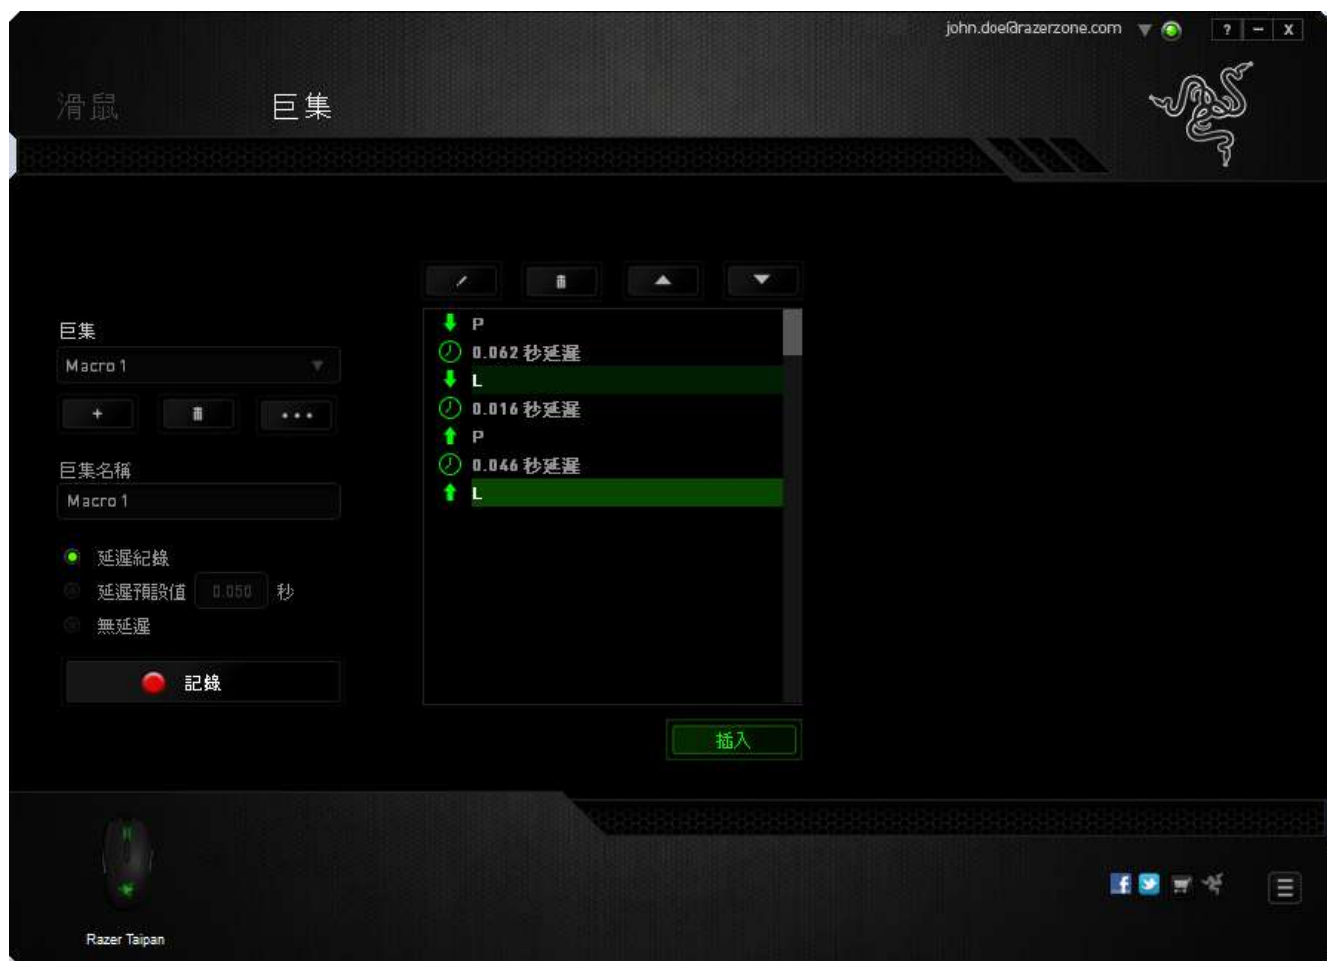 john.doe@razerzone.com
? - X
滑鼠 巨集
巨集
Macro 1
+
巨集名稱
Macro 1
延遲紀錄
延遲預設值 0.050 秒
無延遲
記錄
P
0.062 秒延遲
L
0.016 秒延遲
P
0.046 秒延遲
L
插入
Razer Taipan